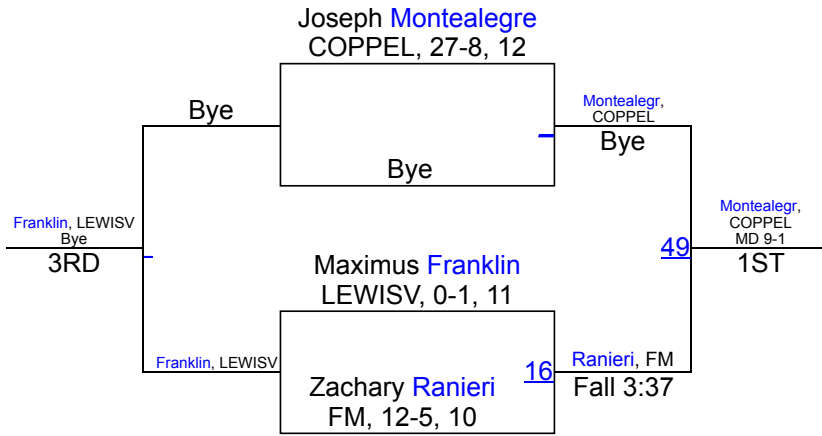 Joseph Montealegre
COPPEL, 27-8, 12
Bye
Bye
Montealegr,
COPPEL
Bye
Franklin, LEWISV
Bye
3RD
Maximus Franklin
LEWISV, 0-1, 11
49
Montealegr,
COPPEL
MD 9-1
1ST
Franklin, LEWISV
Zachary Ranieri
FM, 12-5, 10
16
Ranieri, FM
Fall 3:37